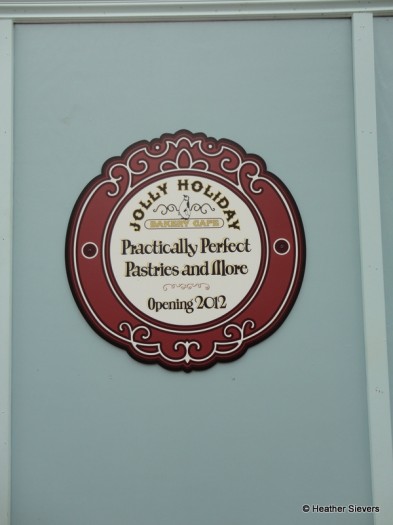 JOLLY HOLIDAY
BAKERY CAFE
Practically Perfect
Pastries and More
Opening 2012
© Heather Sievers